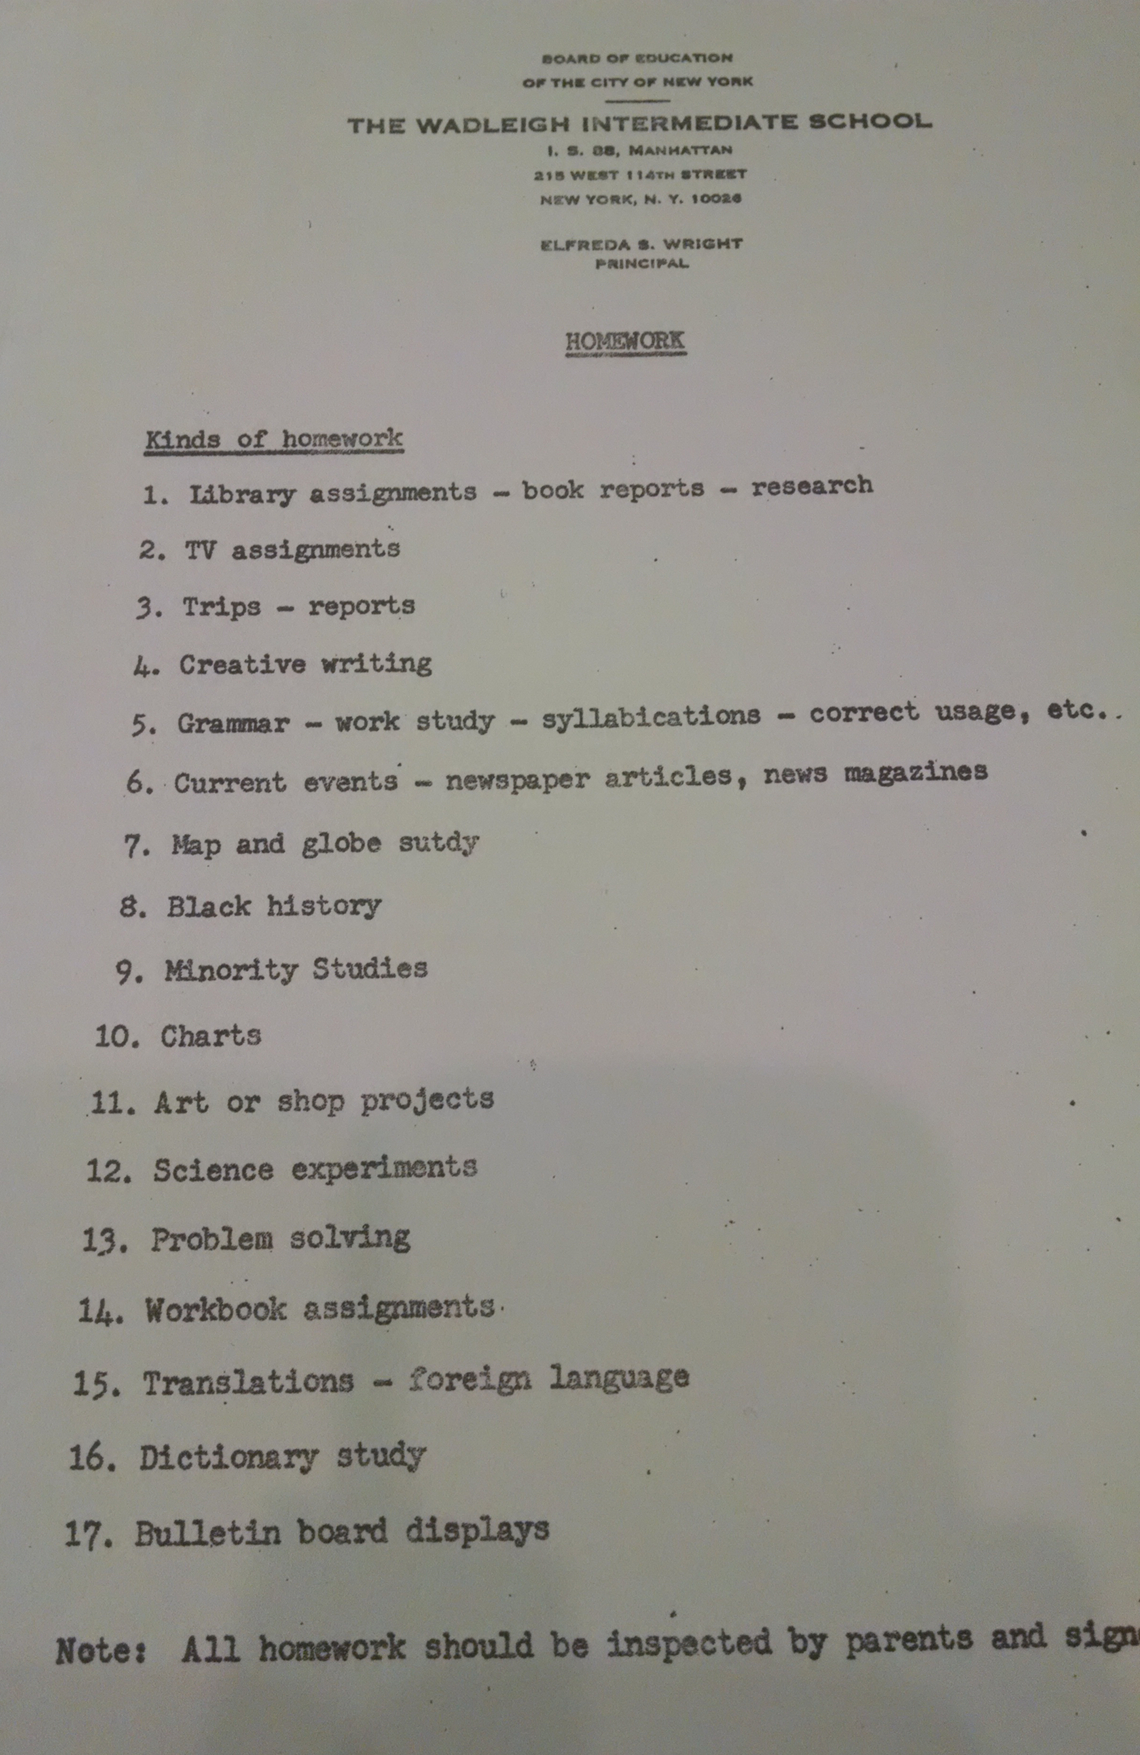 BOARD OF EDUCATION
OF THE CITY OF NEW YORK
THE WADLEIGH INTERMEDIATE SCHOOL
I. S. 88, MANHATTAN
215 WEST 114TH STREET
NEW YORK, N. Y. 10026
ELFREDA S. WRIGHT
PRINCIPAL
HOMEWORK
Kinds of homework
1. Library assignments - book reports - research
2. TV assignments
3. Trips - reports
4. Creative writing
5. Grammar - work study - syllabications - correct usage, etc.
6. Current events - newspaper articles, news magazines
7. Map and globe sutdy
8. Black history
9. Minority Studies
10. Charts
11. Art or shop projects
12. Science experiments
13. Problem solving
14. Workbook assignments
15. Translations - foreign language
16. Dictionary study
17. Bulletin board displays
Note: All homework should be inspected by parents and sign